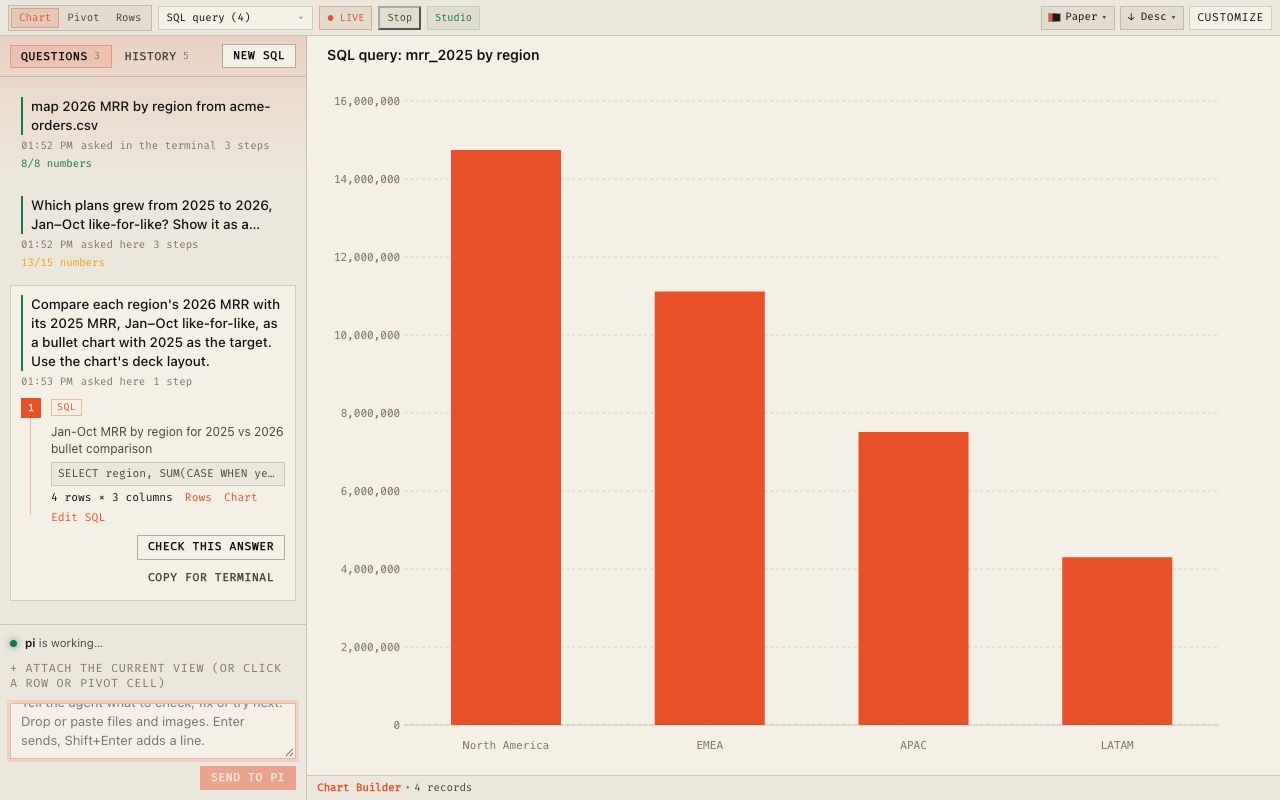 Chart Pivot Rows SQL query (4) LIVE Stop Studio Paper Desc CUSTOMIZE
QUESTIONS 3 HISTORY 5 NEW SQL
map 2026 MRR by region from acme-
orders.csv
01:52 PM asked in the terminal 3 steps
8/8 numbers
Which plans grew from 2025 to 2026,
Jan–Oct like-for-like? Show it as a...
01:52 PM asked here 3 steps
13/15 numbers
Compare each region's 2026 MRR with
its 2025 MRR, Jan–Oct like-for-like, as
a bullet chart with 2025 as the target.
Use the chart's deck layout.
01:53 PM asked here 1 step
1 SQL
Jan-Oct MRR by region for 2025 vs 2026
bullet comparison
SELECT region, SUM(CASE WHEN ye…
4 rows × 3 columns Rows Chart
Edit SQL
CHECK THIS ANSWER
COPY FOR TERMINAL
pi is working...
+ ATTACH THE CURRENT VIEW (OR CLICK
A ROW OR PIVOT CELL)
Tell the agent what to check, fix or try next.
Drop or paste files and images. Enter
sends, Shift+Enter adds a line.
SEND TO PI
SQL query: mrr_2025 by region
16,000,000
14,000,000
12,000,000
10,000,000
8,000,000
6,000,000
4,000,000
2,000,000
0
North America EMEA APAC LATAM
Chart Builder • 4 records